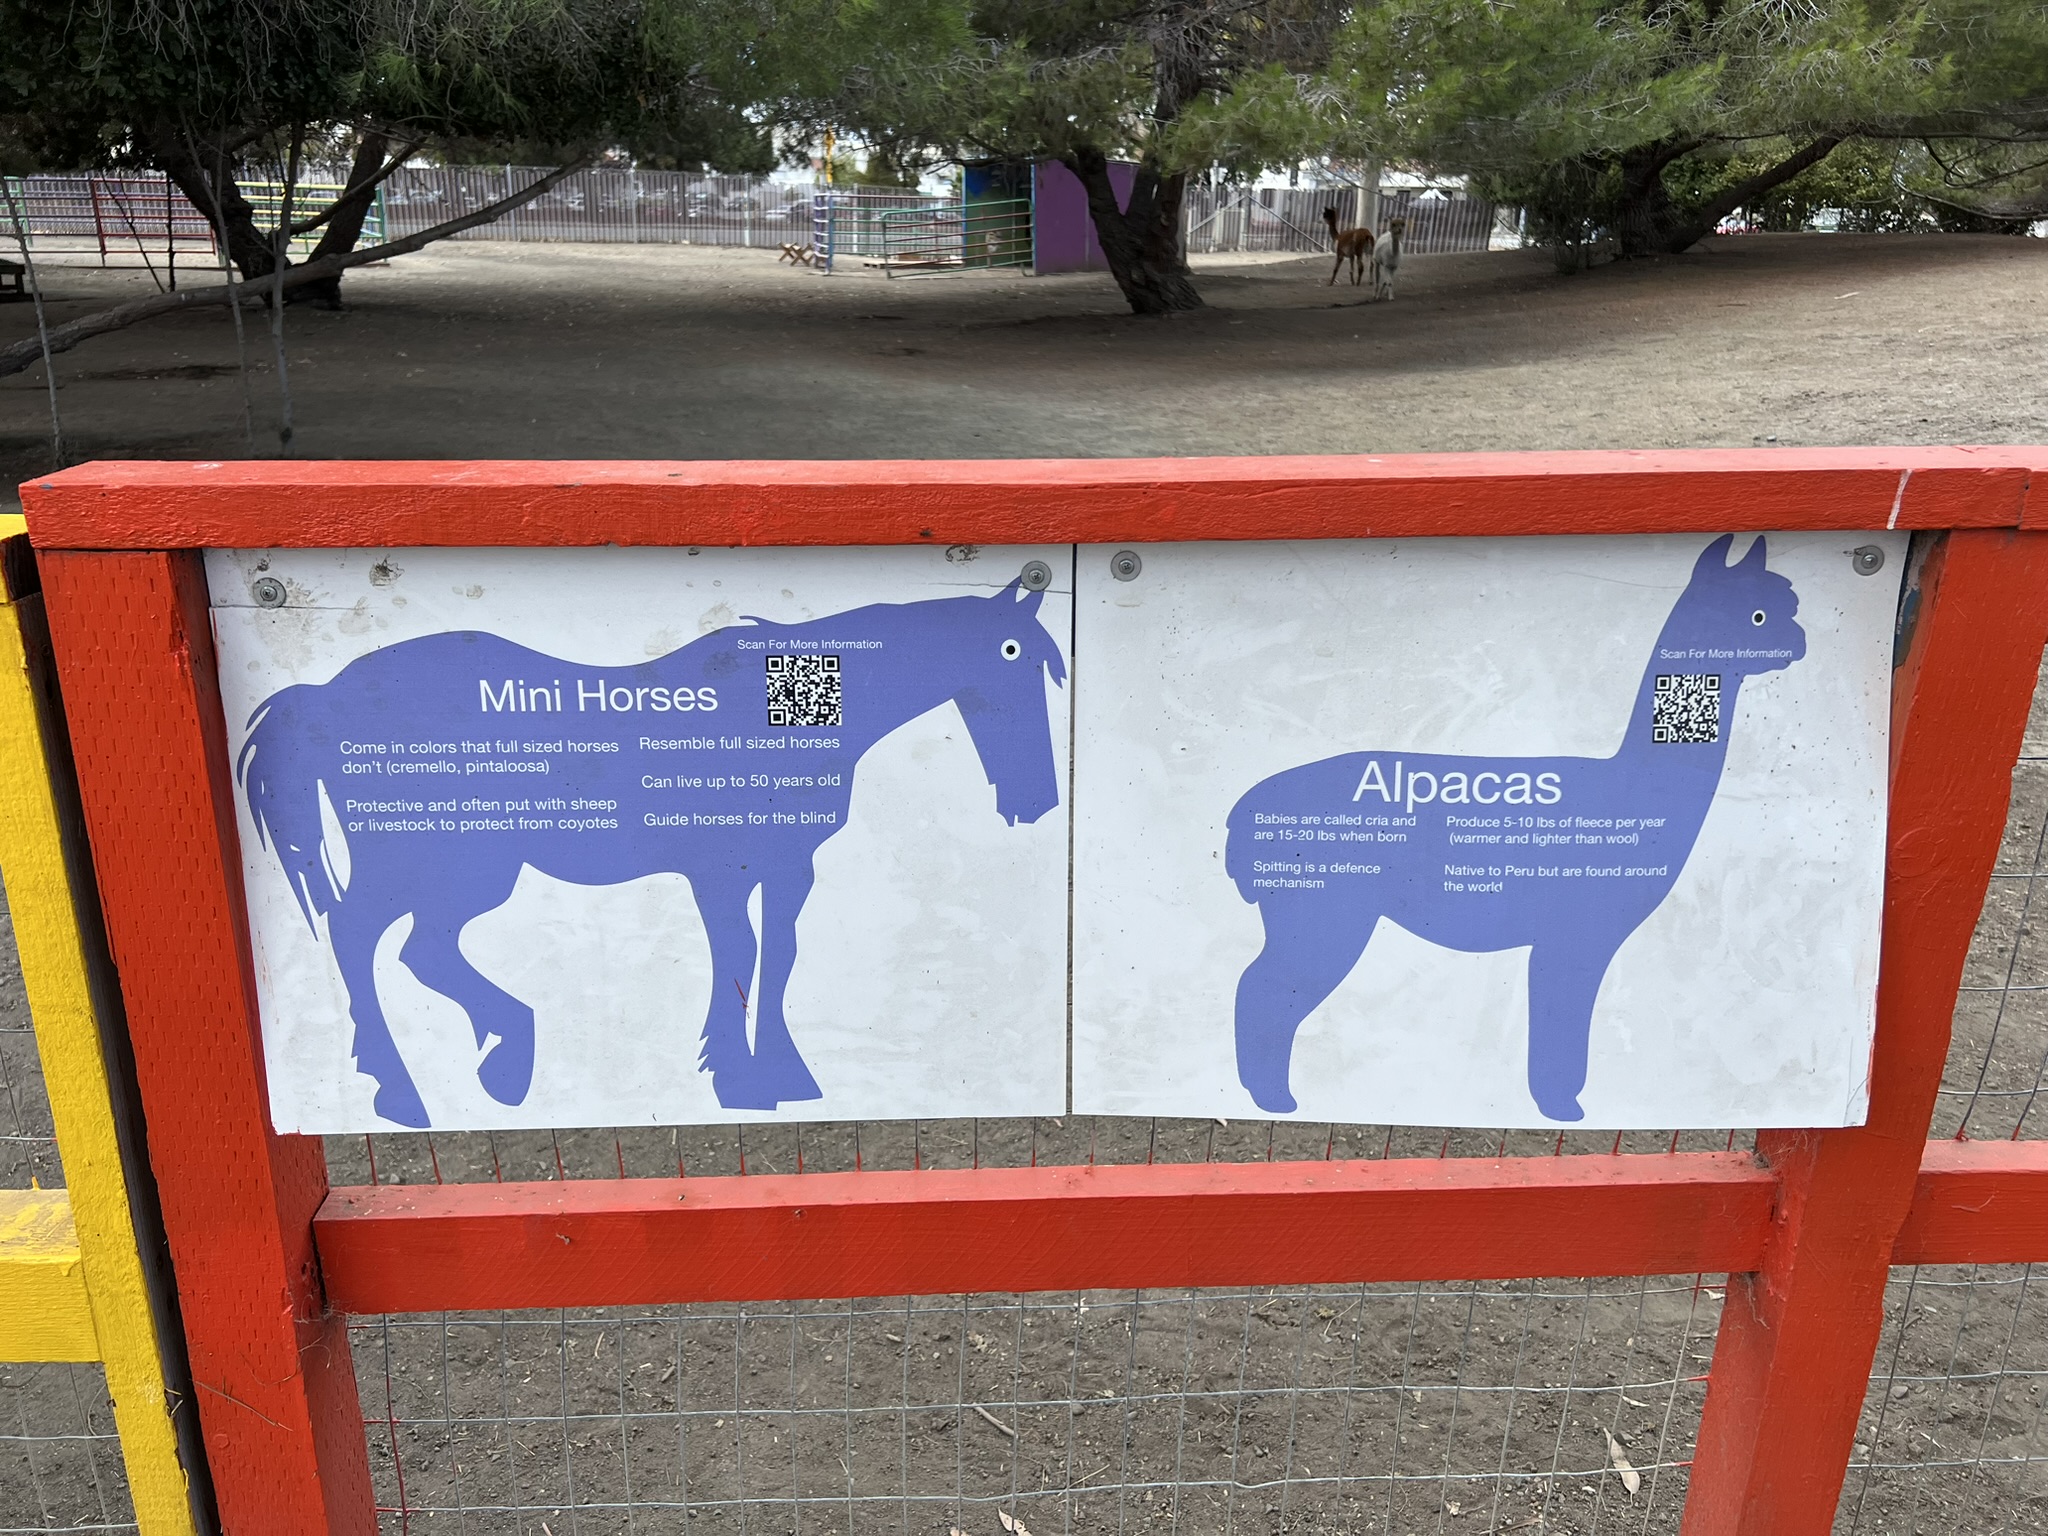 Scan For More Information
Mini Horses
Come in colors that full sized horses
don't (cremello, pintaloosa)
Protective and often put with sheep
or livestock to protect from coyotes
Resemble full sized horses
Can live up to 50 years old
Guide horses for the blind
Scan For More Information
Alpacas
Babies are called cria and
are 15-20 lbs when born
Spitting is a defence
mechanism
Produce 5-10 lbs of fleece per year
(warmer and lighter than wool)
Native to Peru but are found around
the world